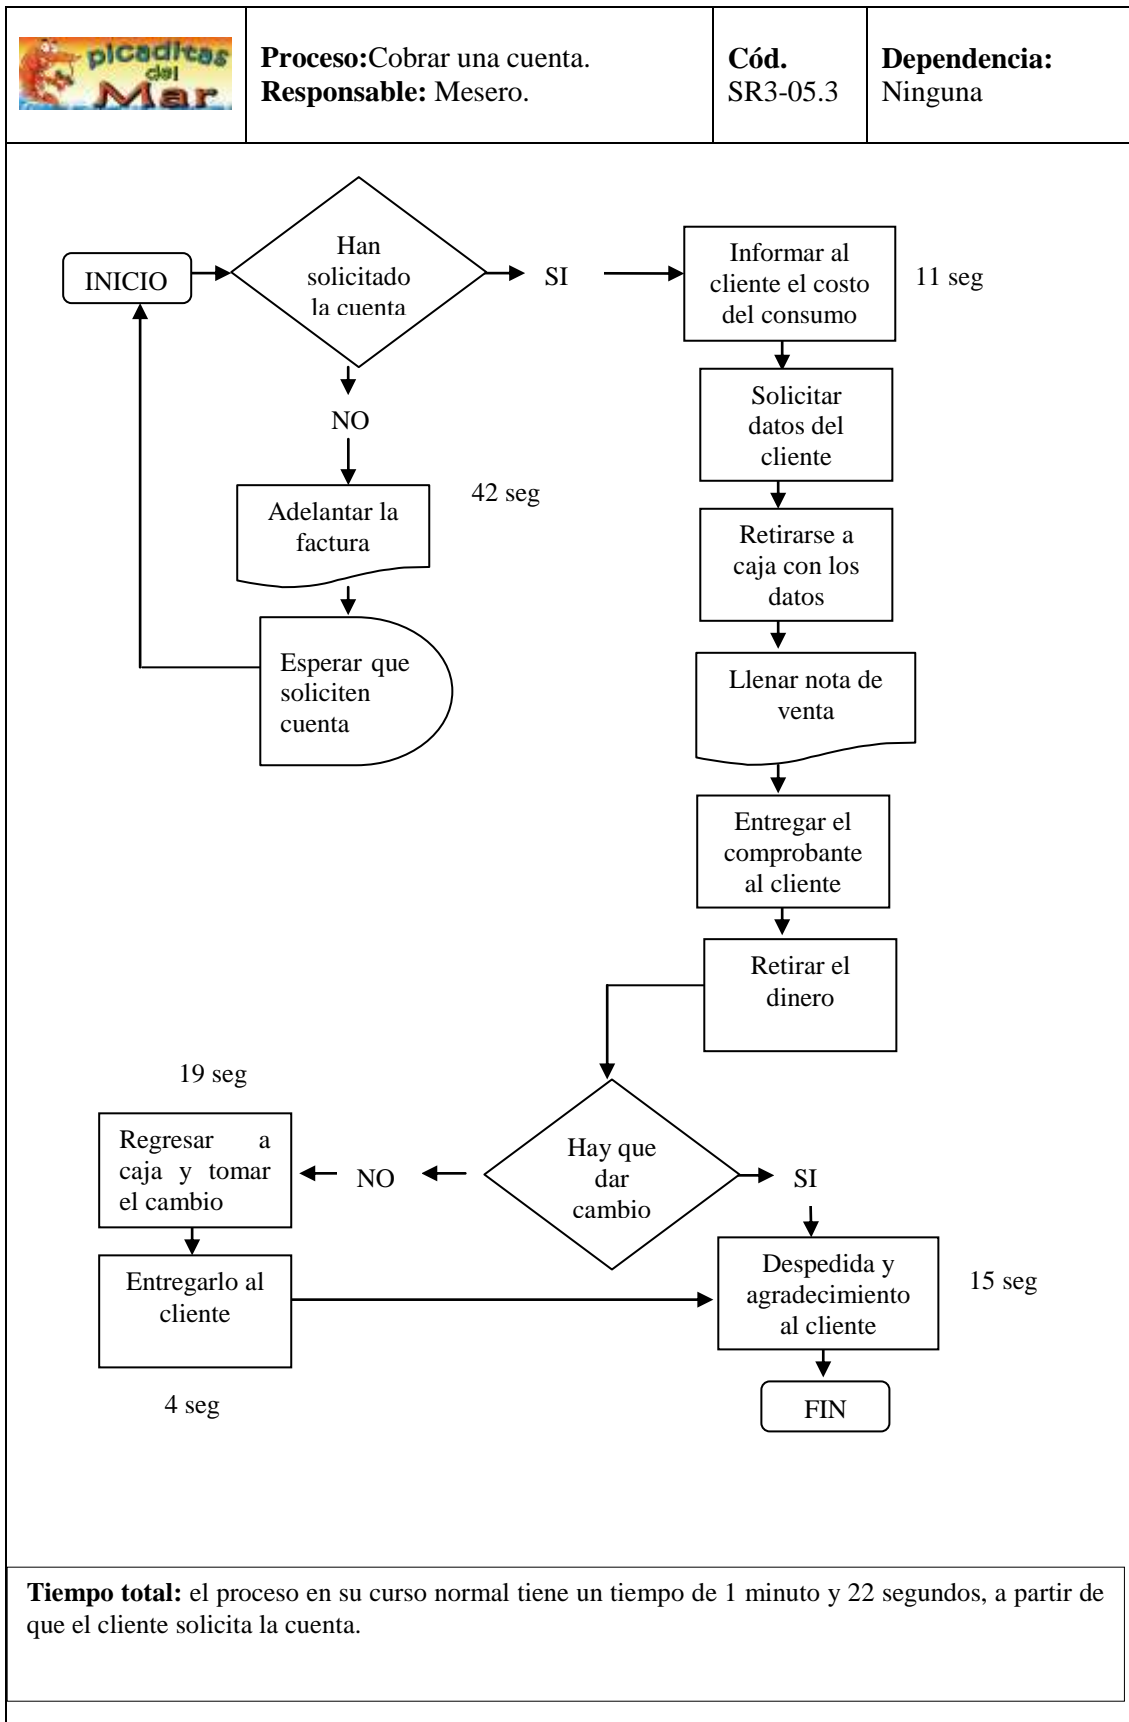 picaditas
del
Mar
Proceso:Cobrar una cuenta.
Responsable: Mesero.
Cód.
SR3-05.3
Dependencia:
Ninguna
INICIO
Han
solicitado
la cuenta
SI
Informar al
cliente el costo
del consumo
11 seg
Solicitar
datos del
cliente
NO
42 seg
Adelantar la
factura
Retirarse a
caja con los
datos
Esperar que
soliciten
cuenta
Llenar nota de
venta
Entregar el
comprobante
al cliente
Retirar el
dinero
19 seg
Regresar a
caja y tomar
el cambio
NO
Hay que
dar
cambio
SI
Entregarlo al
cliente
Despedida y
agradecimiento
al cliente
15 seg
4 seg
FIN
Tiempo total: el proceso en su curso normal tiene un tiempo de 1 minuto y 22 segundos, a partir de
que el cliente solicita la cuenta.